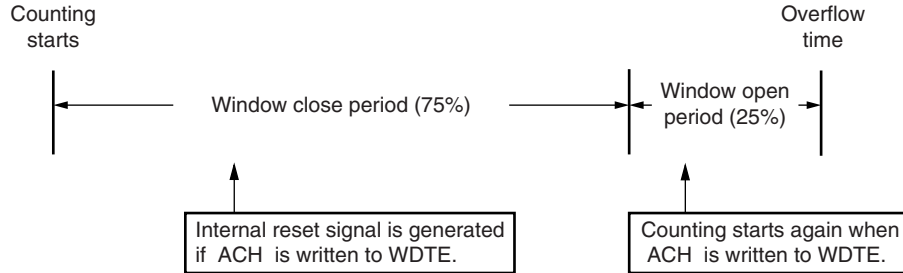 Counting
starts
Overflow
time
Window close period (75%)
Window open
period (25%)
Internal reset signal is generated
if ACH is written to WDTE.
Counting starts again when
ACH is written to WDTE.